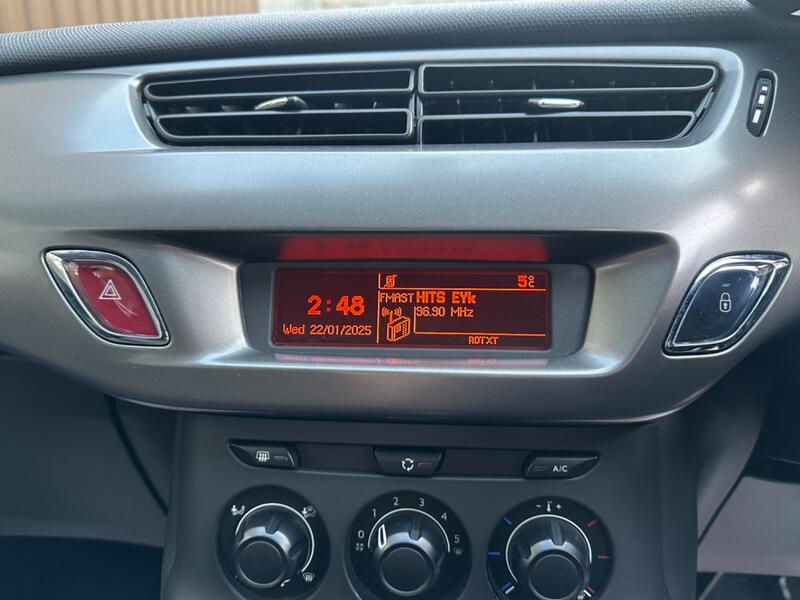 5°C
2:48
Wed 22/01/2025
FMAST HITS EYk
96.90 MHz
RDTXT
A/C
0 1 2 3 4 5
- +